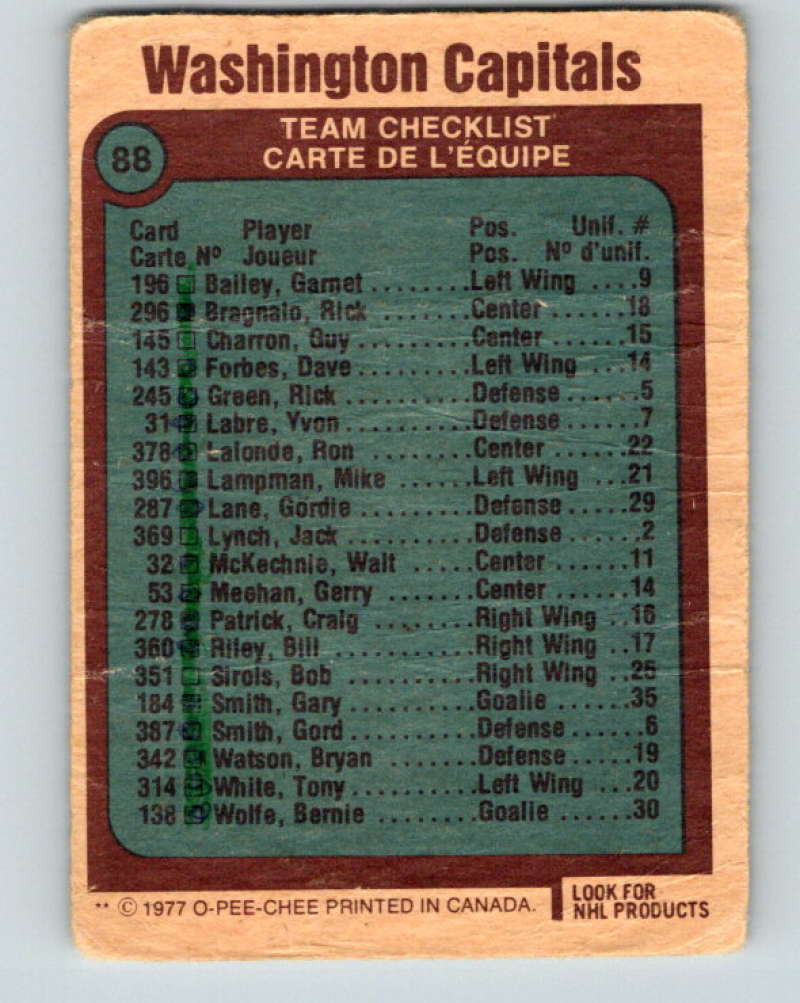 Washington Capitals
88
TEAM CHECKLIST
CARTE DE L'ÉQUIPE
Card Player Pos. Unif. #
Carte Nº Joueur Pos. Nº d'unif.
196 Bailey, Garnet ........Left Wing ....9
296 Bragnalo, Rick ........Center .......18
145 Charron, Guy ..........Center .......15
143 Forbes, Dave..........Left Wing ...14
245 Green, Rick ...........Defense......5
31 Labre, Yvon ...........Defense......7
378 Lalonde, Ron ..........Center .......22
396 Lampman, Mike .......Left Wing ...21
287 Lane, Gordie ..........Defense.....29
369 Lynch, Jack ...........Defense......2
32 McKechnie, Walt .....Center .......11
53 Meehan, Gerry ........Center .......14
278 Patrick, Craig ........Right Wing ..16
360 Riley, Bill ............Right Wing ..17
351 Sirois, Bob ...........Right Wing ..25
184 Smith, Gary ..........Goalie ......35
387 Smith, Gord...........Defense......6
342 Watson, Bryan .......Defense.....19
314 White, Tony ..........Left Wing ...20
138 Wolfe, Bernie ........Goalie ......30
** © 1977 O-PEE-CHEE PRINTED IN CANADA.
LOOK FOR
NHL PRODUCTS